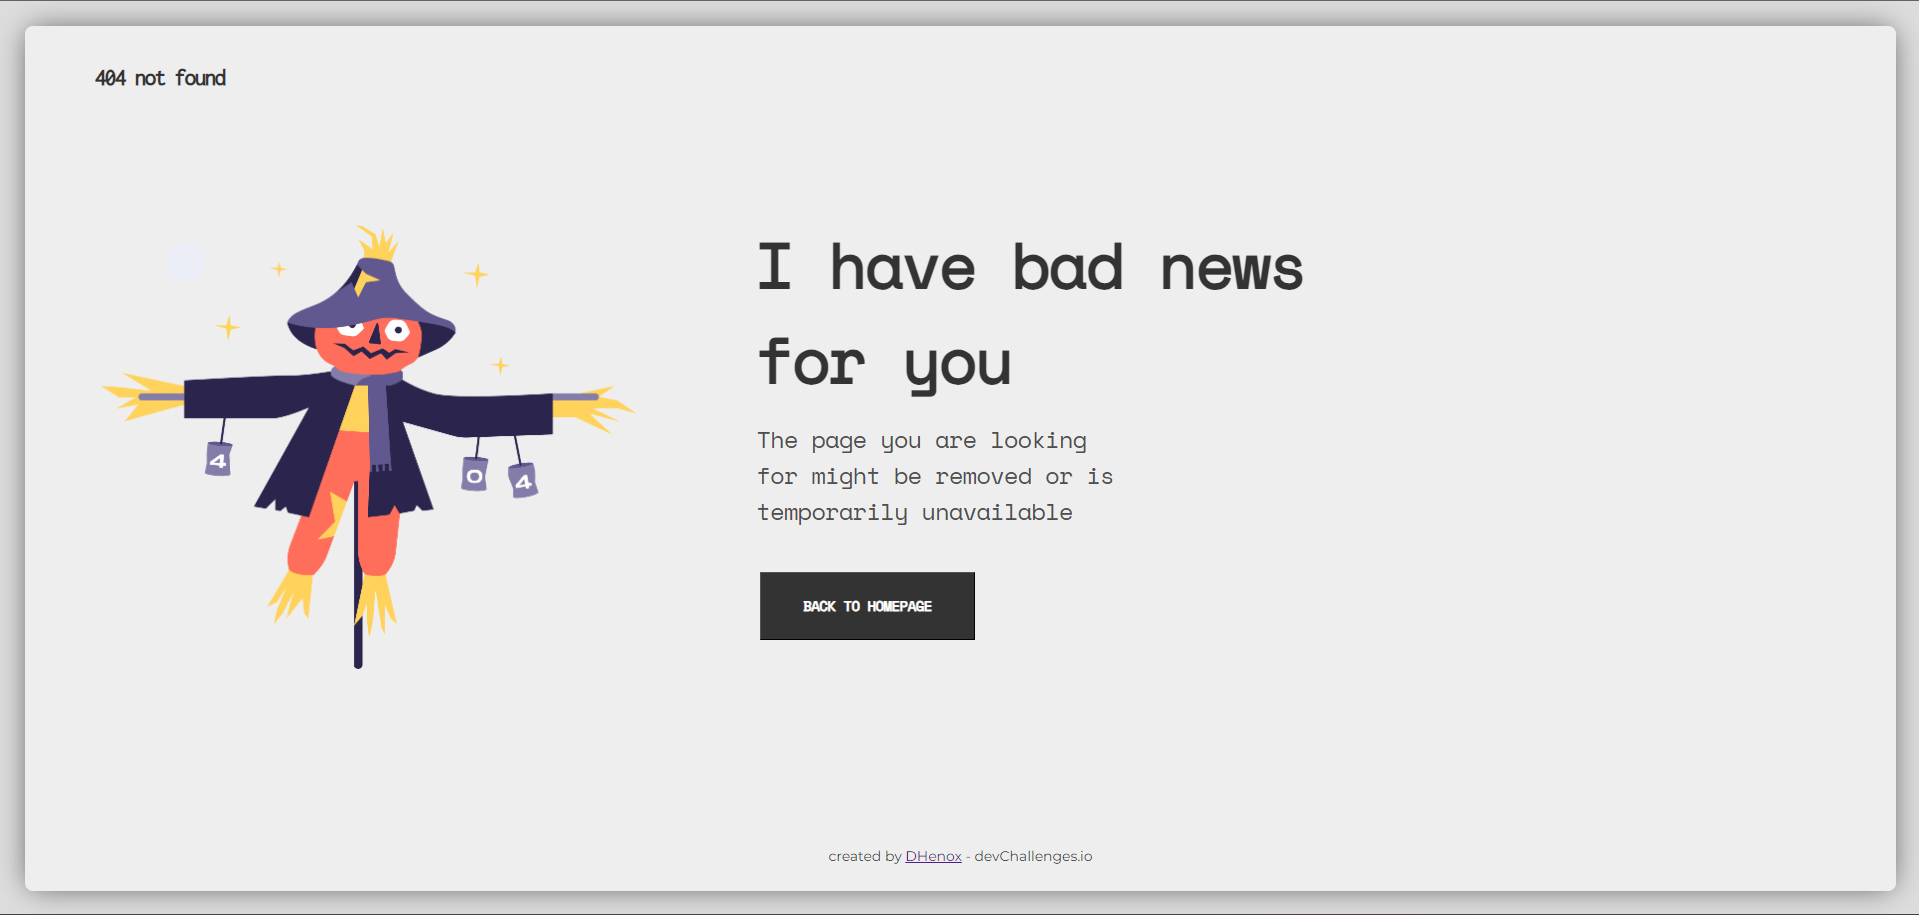 404 not found
I have bad news
for you
The page you are looking
for might be removed or is
temporarily unavailable
4
0
4
BACK TO HOMEPAGE
created by DHenox - devChallenges.io